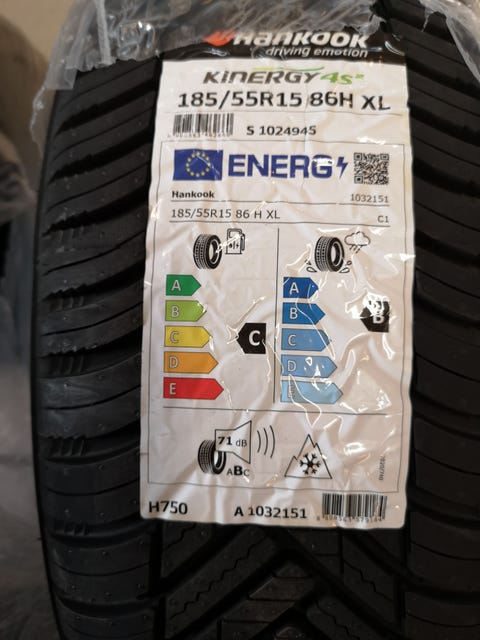 Hankook
driving emotion
Kinergy 4S²
185/55R15 86H XL
S 1024945
ENERG
Hankook
1032151
185/55R15 86 H XL
C1
A
B
C
D
E
C
A
B
C
D
E
B
71 dB
ABC
H750
A 1032151